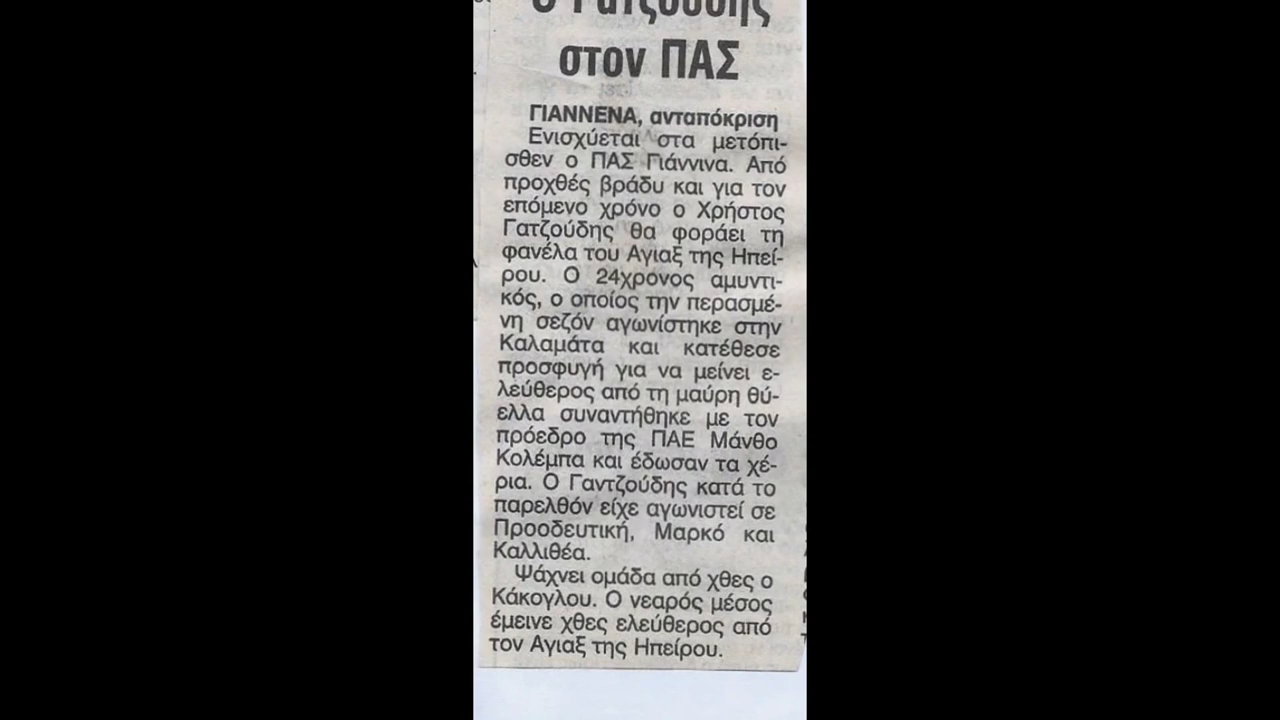 Ο Γατζούδης
στον ΠΑΣ
ΓΙΑΝΝΕΝΑ, ανταπόκριση
Ενισχύεται στα μετόπι-
σθεν ο ΠΑΣ Γιάννινα. Από
προχθές βράδυ και για τον
επόμενο χρόνο ο Χρήστος
Γατζούδης θα φοράει τη
φανέλα του Αγιαξ της Ηπεί-
ρου. Ο 24χρονος αμυντι-
κός, ο οποίος την περασμέ-
νη σεζόν αγωνίστηκε στην
Καλαμάτα και κατέθεσε
προσφυγή για να μείνει ε-
λεύθερος από τη μαύρη θύ-
ελλα συναντήθηκε με τον
πρόεδρο της ΠΑΕ Μάνθο
Κολέμπα και έδωσαν τα χέ-
ρια. Ο Γαντζούδης κατά το
παρελθόν είχε αγωνιστεί σε
Προοδευτική, Μαρκό και
Καλλιθέα.
Ψάχνει ομάδα από χθες ο
Κάκογλου. Ο νεαρός μέσος
έμεινε χθες ελεύθερος από
τον Αγιαξ της Ηπείρου.